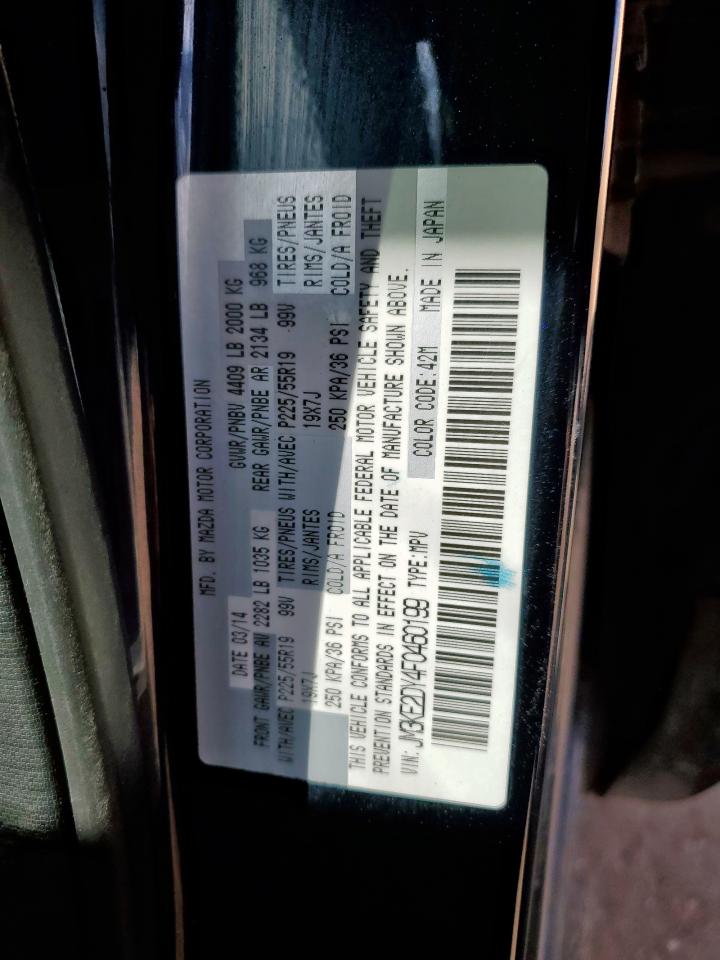 MFD. BY MAZDA MOTOR CORPORATION
DATE 03/14 GVWR/PNBV 4409 LB 2000 KG
FRONT GAWR/PNBE AV 2282 LB 1035 KG REAR GAWR/PNBE AR 2134 LB 968 KG
WITH/AVEC P225/55R19 99V TIRES/PNEUS WITH/AVEC P225/55R19 99V TIRES/PNEUS
19X7J RIMS/JANTES 19X7J RIMS/JANTES
250 KPA/36 PSI COLD/A FROID 250 KPA/36 PSI COLD/A FROID
THIS VEHICLE CONFORMS TO ALL APPLICABLE FEDERAL MOTOR VEHICLE SAFETY AND THEFT
PREVENTION STANDARDS IN EFFECT ON THE DATE OF MANUFACTURE SHOWN ABOVE.
VIN: JM3KE2DY4F0460199 TYPE:MPV COLOR CODE:42M MADE IN JAPAN